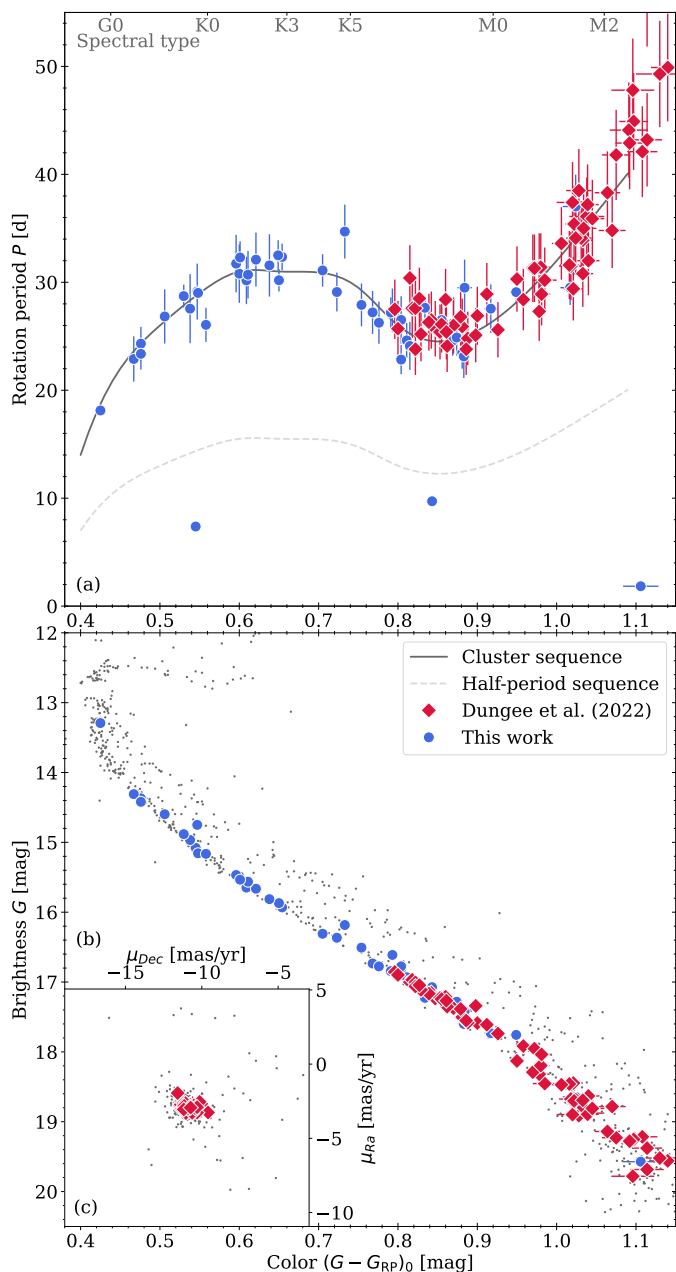 G0 K0 K3 K5 M0 M2
Spectral type
50
40
30
20
10
0
Rotation period P [d]
(a)
0.4 0.5 0.6 0.7 0.8 0.9 1.0 1.1
12
13
14
15
16
17
18
19
20
Brightness G [mag]
Cluster sequence
Half-period sequence
Dungee et al. (2022)
This work
(b)
μDec [mas/yr]
−15 −10 −5
5
0
−5
−10
μRa [mas/yr]
(c)
0.4 0.5 0.6 0.7 0.8 0.9 1.0 1.1
Color (G − GRP)0 [mag]